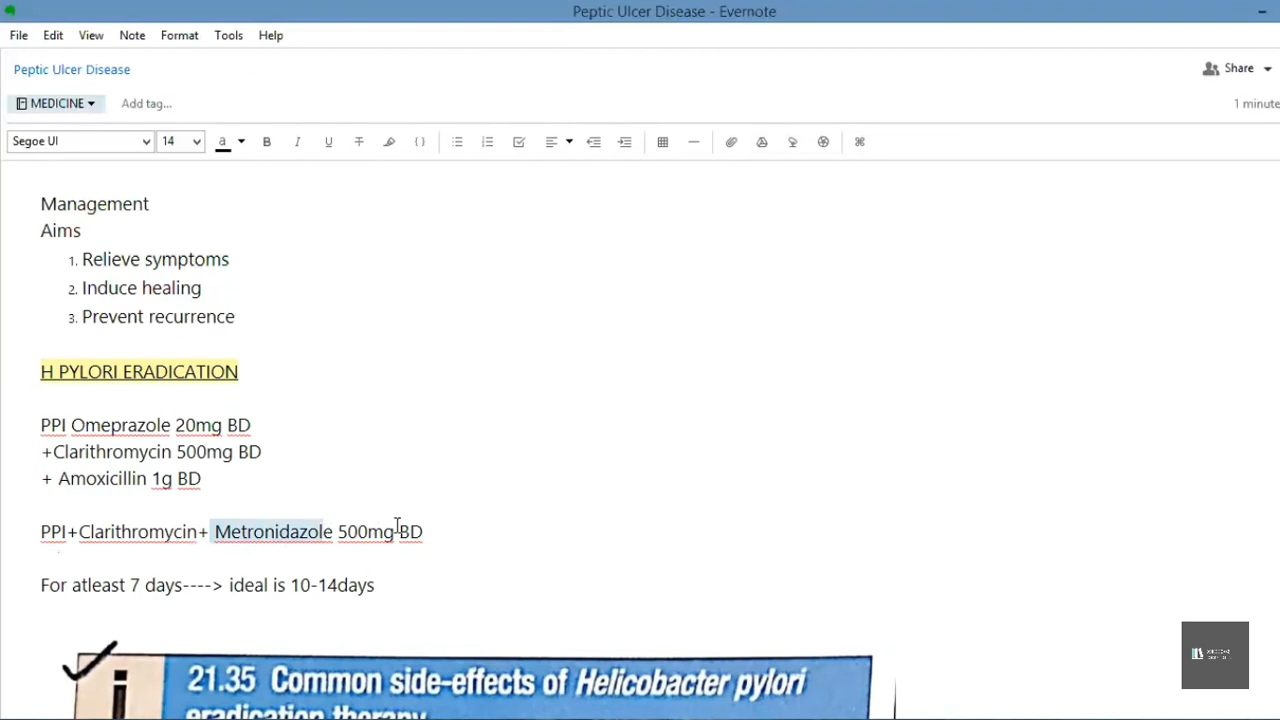 Peptic Ulcer Disease - Evernote
File Edit View Note Format Tools Help
Peptic Ulcer Disease
Share
MEDICINE Add tag...
1 minute
Segoe UI 14 a B I U T { }
Management
Aims
1. Relieve symptoms
2. Induce healing
3. Prevent recurrence
H PYLORI ERADICATION
PPI Omeprazole 20mg BD
+Clarithromycin 500mg BD
+ Amoxicillin 1g BD
PPI+Clarithromycin+ Metronidazole 500mg BD
For atleast 7 days----> ideal is 10-14days
i 21.35 Common side-effects of Helicobacter pylori
eradication therapy